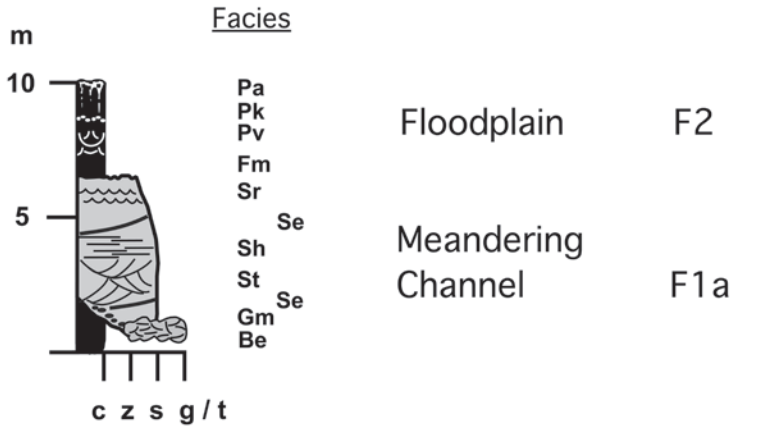 Facies
m
10
Pa
Pk
Floodplain F2
Pv
Fm
Sr
5
Se
Meandering
Sh
St
Channel F1a
Se
Gm
Be
c z s g / t